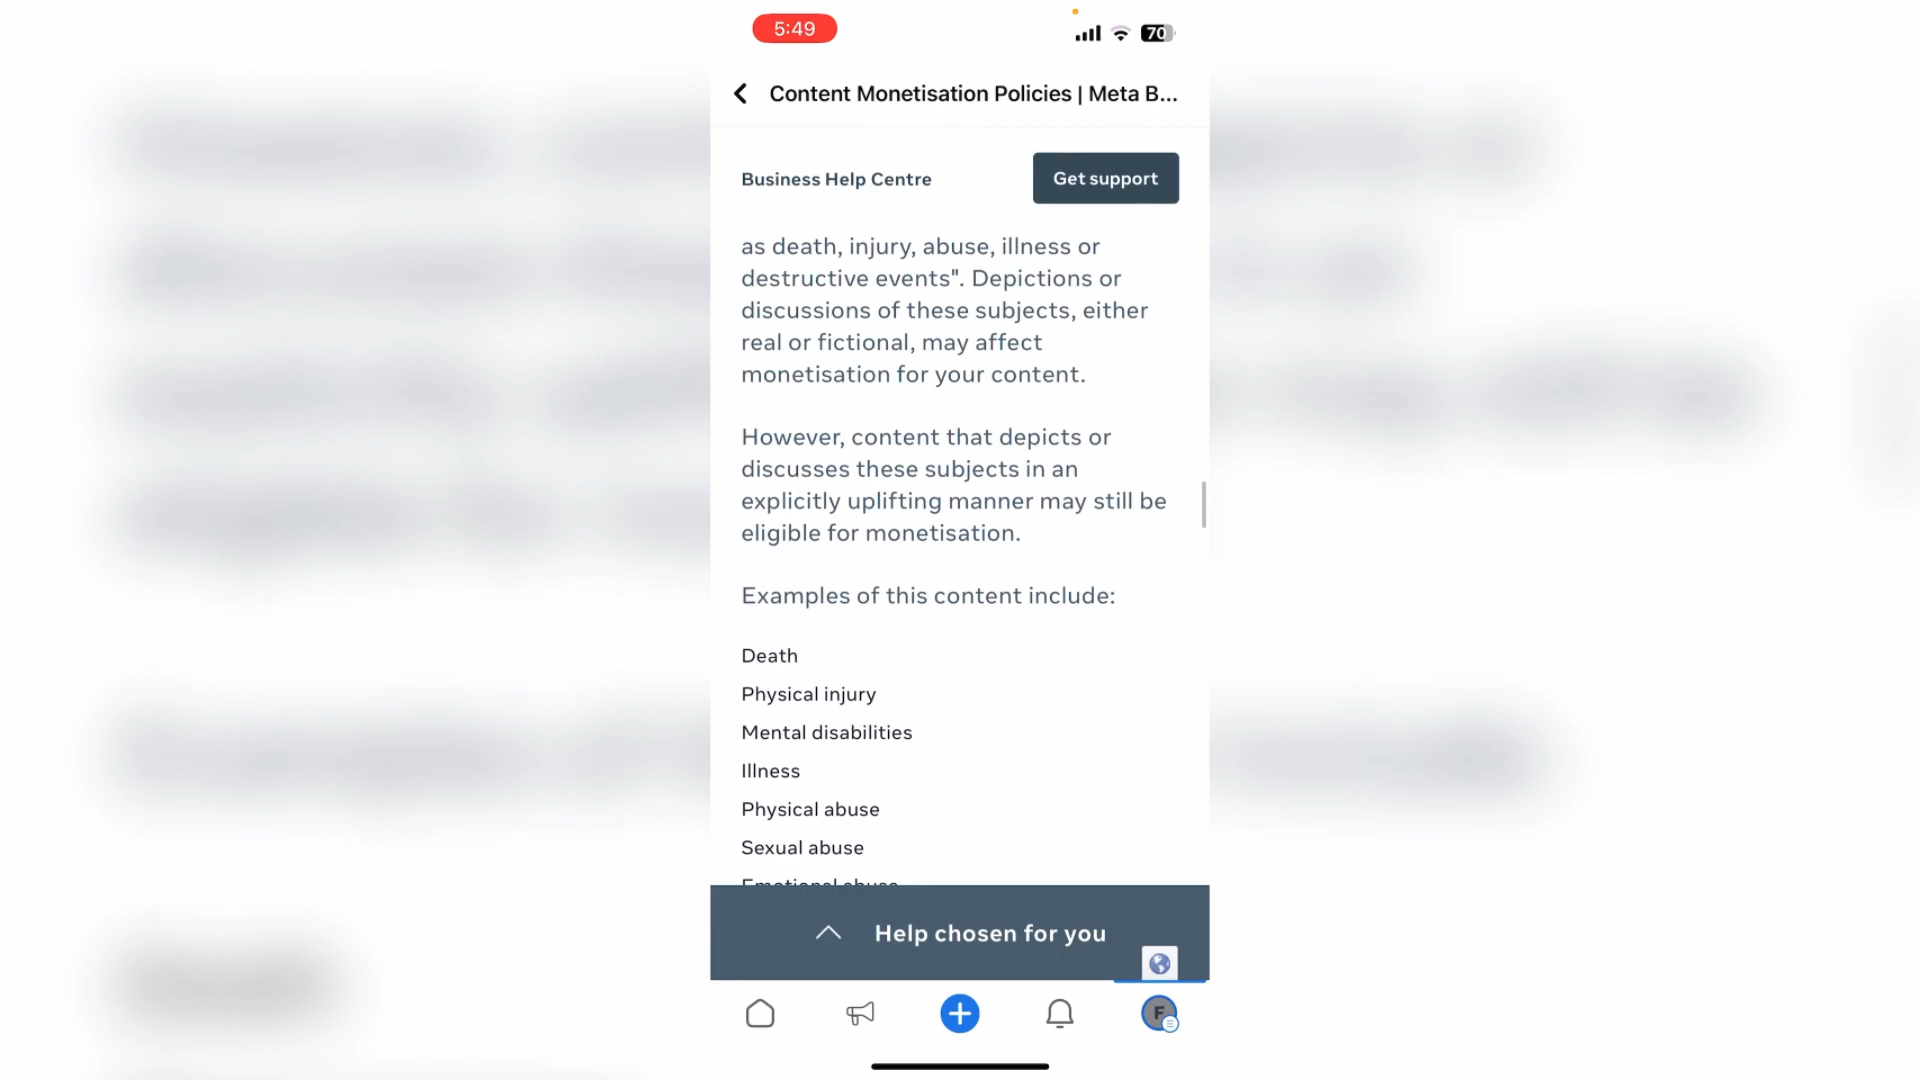 5:49
70
Content Monetisation Policies | Meta B...
Business Help Centre
Get support
as death, injury, abuse, illness or
destructive events". Depictions or
discussions of these subjects, either
real or fictional, may affect
monetisation for your content.
However, content that depicts or
discusses these subjects in an
explicitly uplifting manner may still be
eligible for monetisation.
Examples of this content include:
Death
Physical injury
Mental disabilities
Illness
Physical abuse
Sexual abuse
Emotional abuse
Help chosen for you
F